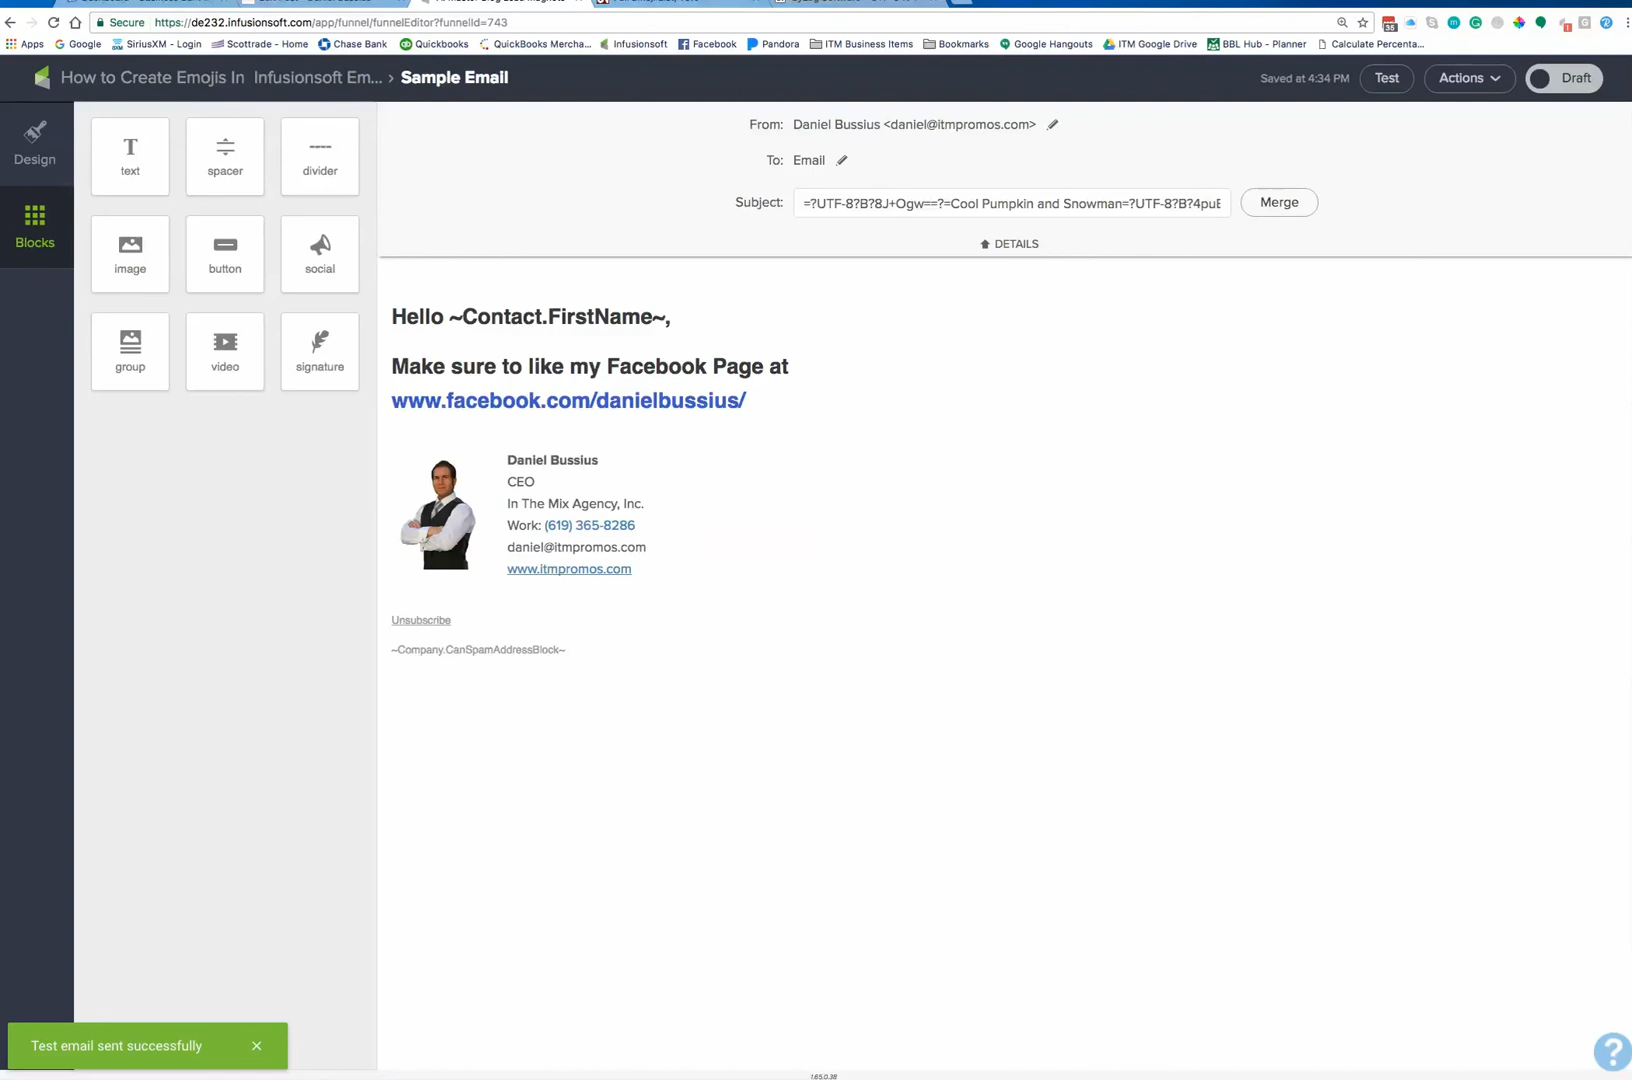 Secure https://de232.infusionsoft.com/app/funnel/funnelEditor?funnelId=743
35
Apps Google SiriusXM - Login Scottrade - Home Chase Bank Quickbooks QuickBooks Mercha... Infusionsoft Facebook Pandora ITM Business Items Bookmarks Google Hangouts ITM Google Drive BBL Hub - Planner Calculate Percenta...
How to Create Emojis In Infusionsoft Em... › Sample Email Saved at 4:34 PM Test Actions Draft
Design
Blocks
text spacer divider
image button social
group video signature
From: Daniel Bussius <daniel@itmpromos.com>
To: Email
Subject: =?UTF-8?B?8J+Ogw==?=Cool Pumpkin and Snowman=?UTF-8?B?4puE Merge
DETAILS
Hello ~Contact.FirstName~,
Make sure to like my Facebook Page at
www.facebook.com/danielbussius/
Daniel Bussius
CEO
In The Mix Agency, Inc.
Work: (619) 365-8286
daniel@itmpromos.com
www.itmpromos.com
Unsubscribe
~Company.CanSpamAddressBlock~
Test email sent successfully ×
?
1.65.0.38